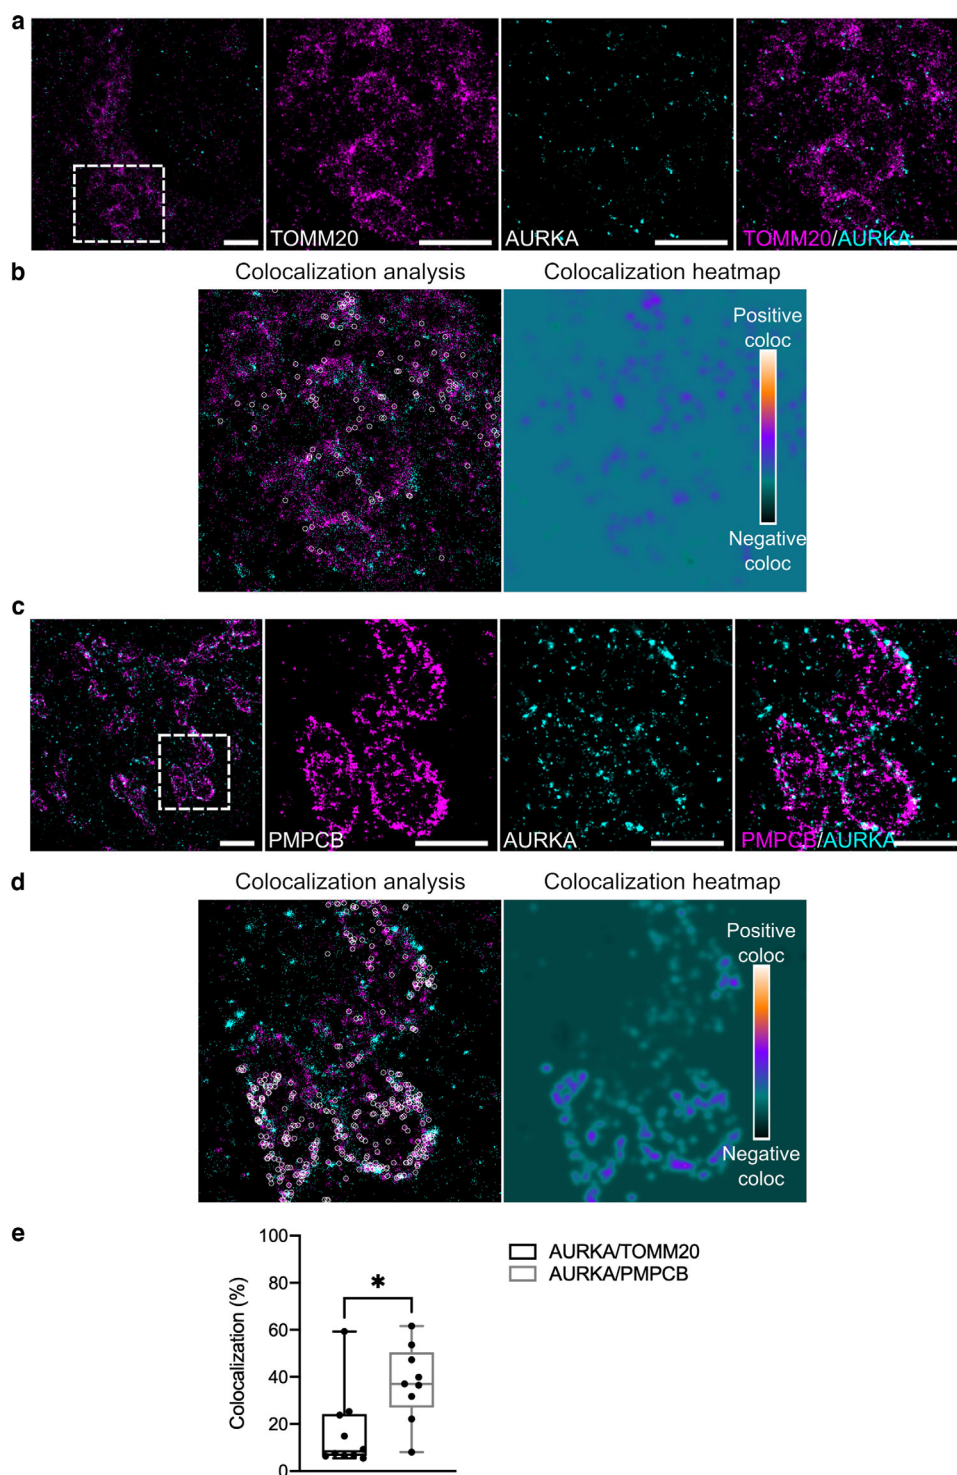 a
TOMM20
AURKA
TOMM20/AURKA
b
Colocalization analysis
Colocalization heatmap
Positive
coloc
Negative
coloc
c
PMPCB
AURKA
PMPCB/AURKA
d
Colocalization analysis
Colocalization heatmap
Positive
coloc
Negative
coloc
e
100
80
60
40
20
0
Colocalization (%)
*
AURKA/TOMM20
AURKA/PMPCB